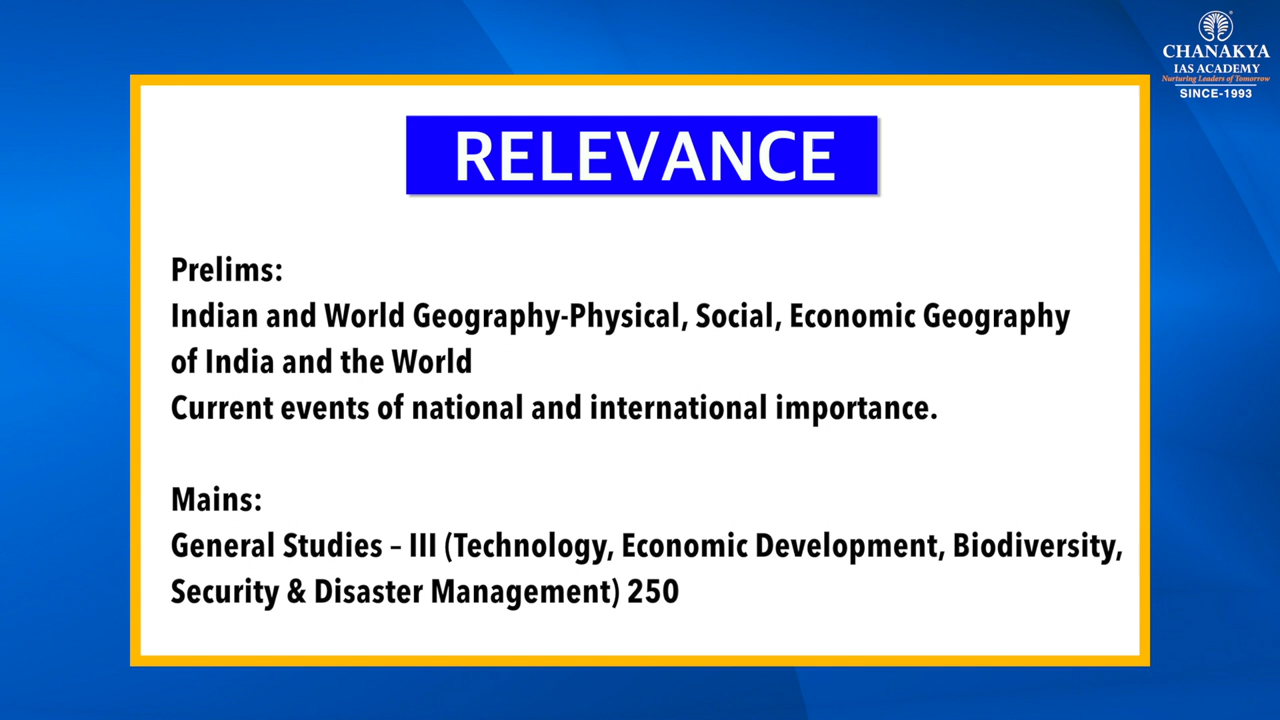 CHANAKYA
IAS ACADEMY
Nurturing Leaders of Tomorrow
SINCE-1993
RELEVANCE
Prelims:
Indian and World Geography-Physical, Social, Economic Geography
of India and the World
Current events of national and international importance.
Mains:
General Studies – III (Technology, Economic Development, Biodiversity,
Security & Disaster Management) 250